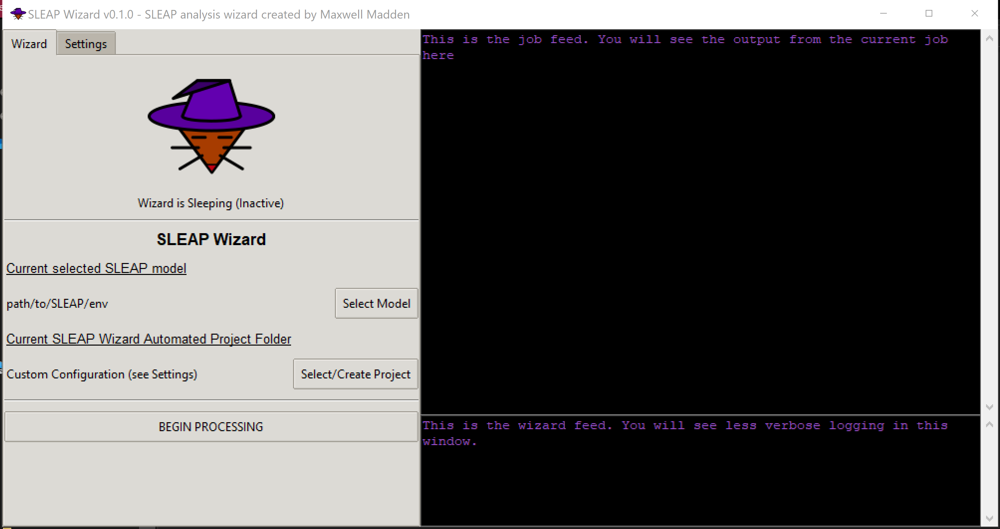 SLEAP Wizard v0.1.0 - SLEAP analysis wizard created by Maxwell Madden
Wizard
Settings
Wizard is Sleeping (Inactive)
SLEAP Wizard
Current selected SLEAP model
path/to/SLEAP/env
Select Model
Current SLEAP Wizard Automated Project Folder
Custom Configuration (see Settings)
Select/Create Project
BEGIN PROCESSING
This is the job feed. You will see the output from the current job
here
This is the wizard feed. You will see less verbose logging in this
window.